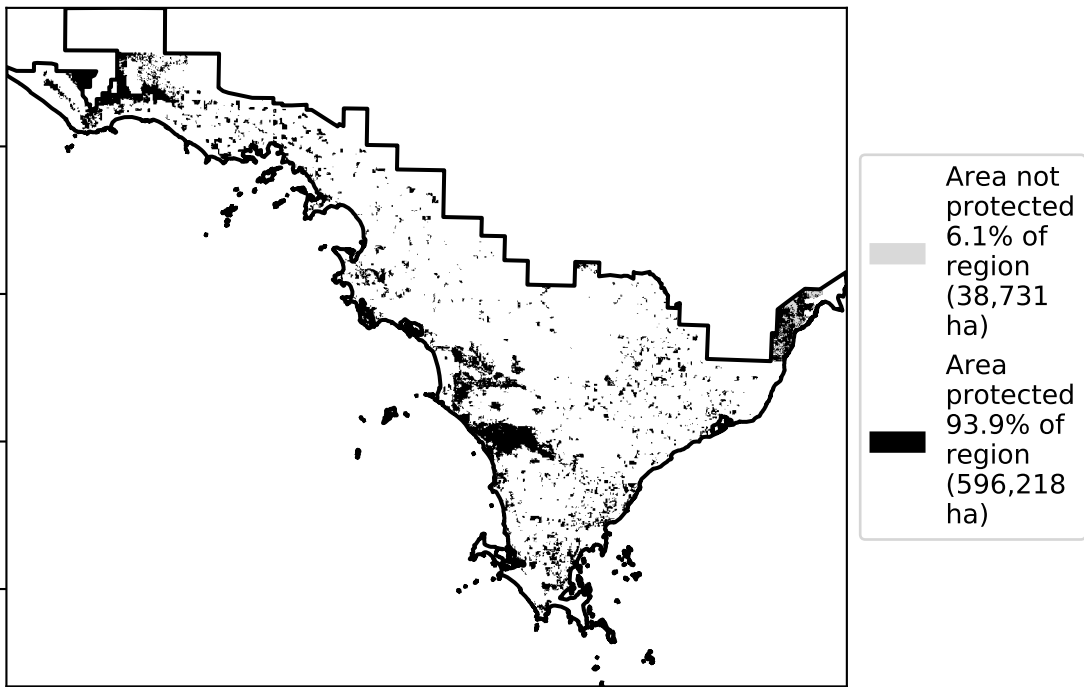 Area not
protected
6.1% of
region
(38,731
ha)
Area
protected
93.9% of
region
(596,218
ha)